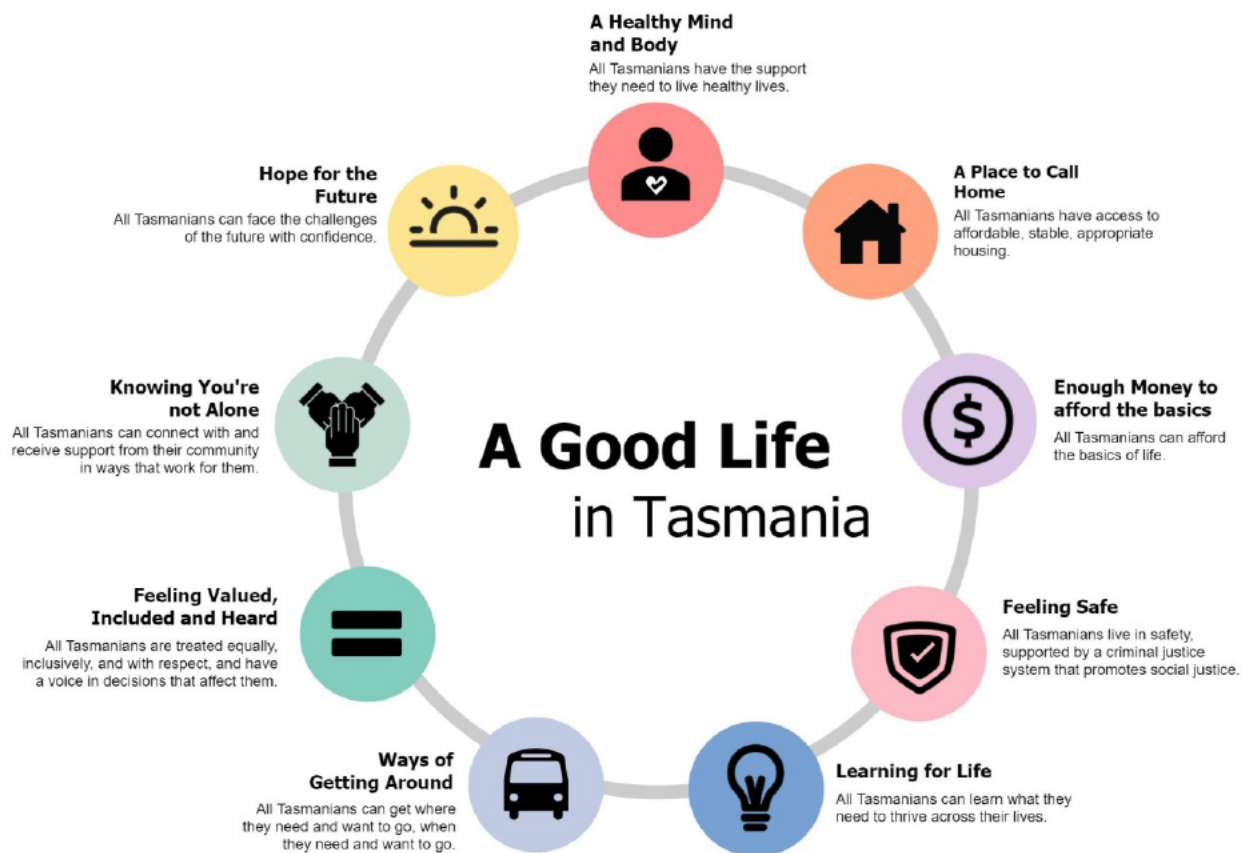 A Healthy Mind
and Body
All Tasmanians have the support
they need to live healthy lives.
A Place to Call
Home
All Tasmanians have access to
affordable, stable, appropriate
housing.
Enough Money to
afford the basics
All Tasmanians can afford
the basics of life.
Feeling Safe
All Tasmanians live in safety,
supported by a criminal justice
system that promotes social justice.
Learning for Life
All Tasmanians can learn what they
need to thrive across their lives.
Ways of
Getting Around
All Tasmanians can get where
they need and want to go, when
they need and want to go.
Feeling Valued,
Included and Heard
All Tasmanians are treated equally,
inclusively, and with respect, and have
a voice in decisions that affect them.
Knowing You're
not Alone
All Tasmanians can connect with and
receive support from their community
in ways that work for them.
Hope for the
Future
All Tasmanians can face the challenges
of the future with confidence.
A Good Life
in Tasmania
$